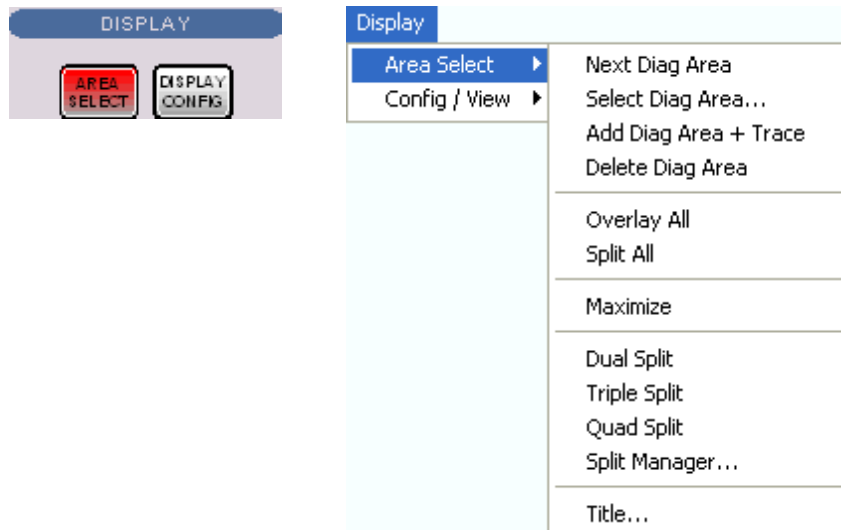 DISPLAY
AREA
SELECT
DISPLAY
CONFIG
Display
Area Select
Config / View
Next Diag Area
Select Diag Area...
Add Diag Area + Trace
Delete Diag Area
Overlay All
Split All
Maximize
Dual Split
Triple Split
Quad Split
Split Manager...
Title...